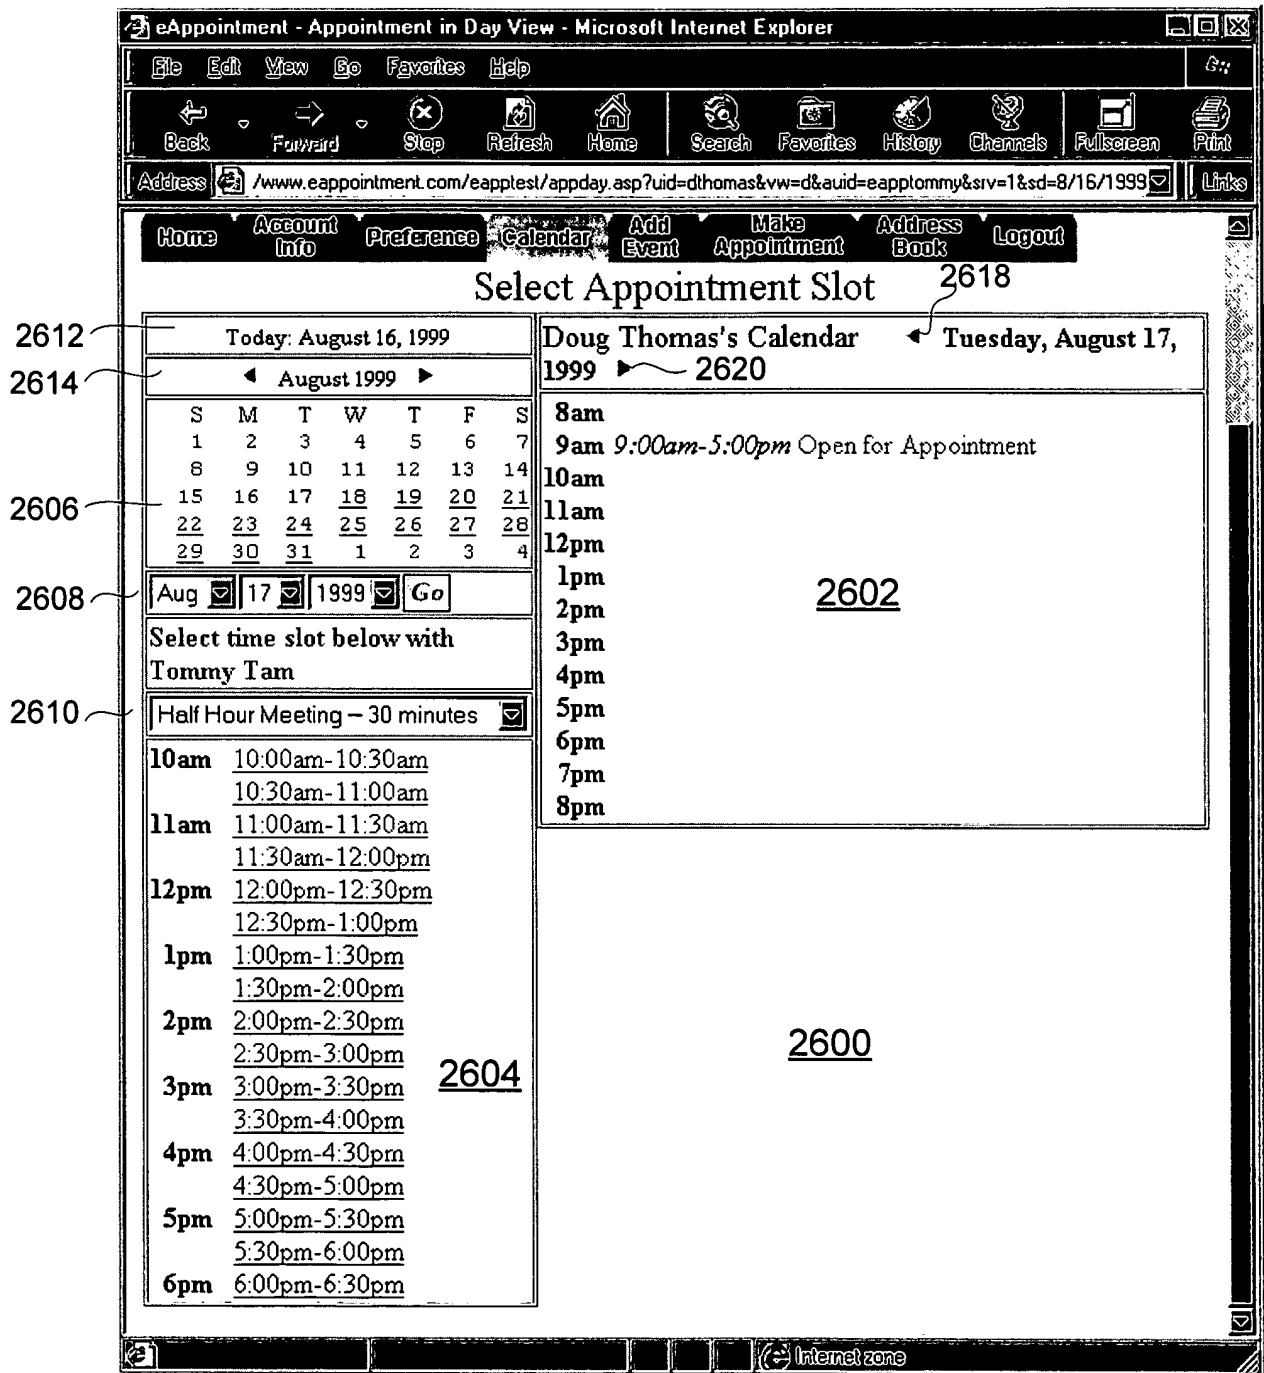 eAppointment - Appointment in Day View - Microsoft Internet Explorer
File Edit View Go Favorites Help
Back Forward Stop Refresh Home Search Favorites History Channels Fullscreen Print
Address /www.eappointment.com/eapptest/appday.asp?uid=dthomas&vw=d&auid=eapptommy&srv=1&sd=8/16/1999 Links
Home Account Info Preference Calendar Add Event Make Appointment Address Book Logout
Select Appointment Slot
2618
2612
Today: August 16, 1999
2614
August 1999
S M T W T F S
1 2 3 4 5 6 7
8 9 10 11 12 13 14
15 16 17 18 19 20 21
2606
22 23 24 25 26 27 28
29 30 31 1 2 3 4
2608
Aug 17 1999 Go
Select time slot below with
Tommy Tam
2610
Half Hour Meeting – 30 minutes
10am 10:00am-10:30am
10:30am-11:00am
11am 11:00am-11:30am
11:30am-12:00pm
12pm 12:00pm-12:30pm
12:30pm-1:00pm
1pm 1:00pm-1:30pm
1:30pm-2:00pm
2pm 2:00pm-2:30pm
2:30pm-3:00pm
2604
3pm 3:00pm-3:30pm
3:30pm-4:00pm
4pm 4:00pm-4:30pm
4:30pm-5:00pm
5pm 5:00pm-5:30pm
5:30pm-6:00pm
6pm 6:00pm-6:30pm
Doug Thomas's Calendar Tuesday, August 17,
1999 2620
8am
9am 9:00am-5:00pm Open for Appointment
10am
11am
12pm
1pm
2602
2pm
3pm
4pm
5pm
6pm
7pm
8pm
2600
Internet zone